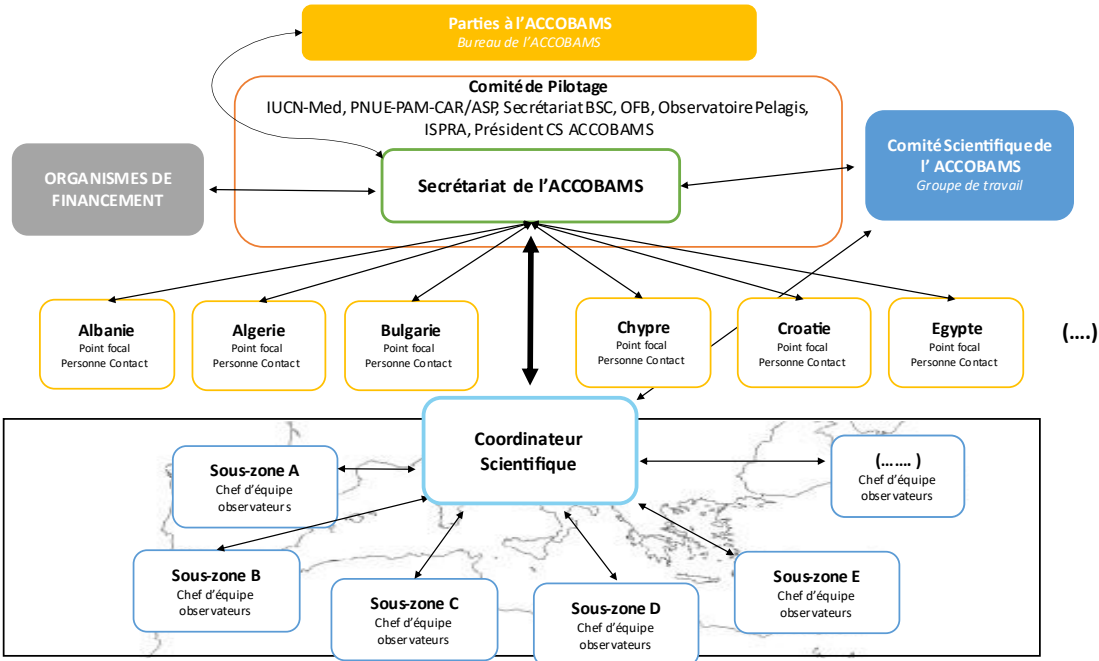 Parties à l'ACCOBAMS
Bureau de l'ACCOBAMS
Comité de Pilotage
IUCN-Med, PNUE-PAM-CAR/ASP, Secrétariat BSC, OFB, Observatoire Pelagis,
ISPRA, Président CS ACCOBAMS
Secrétariat de l'ACCOBAMS
ORGANISMES DE
FINANCEMENT
Comité Scientifique de
l' ACCOBAMS
Groupe de travail
Albanie
Point focal
Personne Contact
Algerie
Point focal
Personne Contact
Bulgarie
Point focal
Personne Contact
Chypre
Point focal
Personne Contact
Croatie
Point focal
Personne Contact
Egypte
Point focal
Personne Contact
(....)
Coordinateur
Scientifique
Sous-zone A
Chef d'équipe
observateurs
(....... )
Chef d'équipe
observateurs
Sous-zone B
Chef d'équipe
observateurs
Sous-zone C
Chef d'équipe
observateurs
Sous-zone D
Chef d'équipe
observateurs
Sous-zone E
Chef d'équipe
observateurs